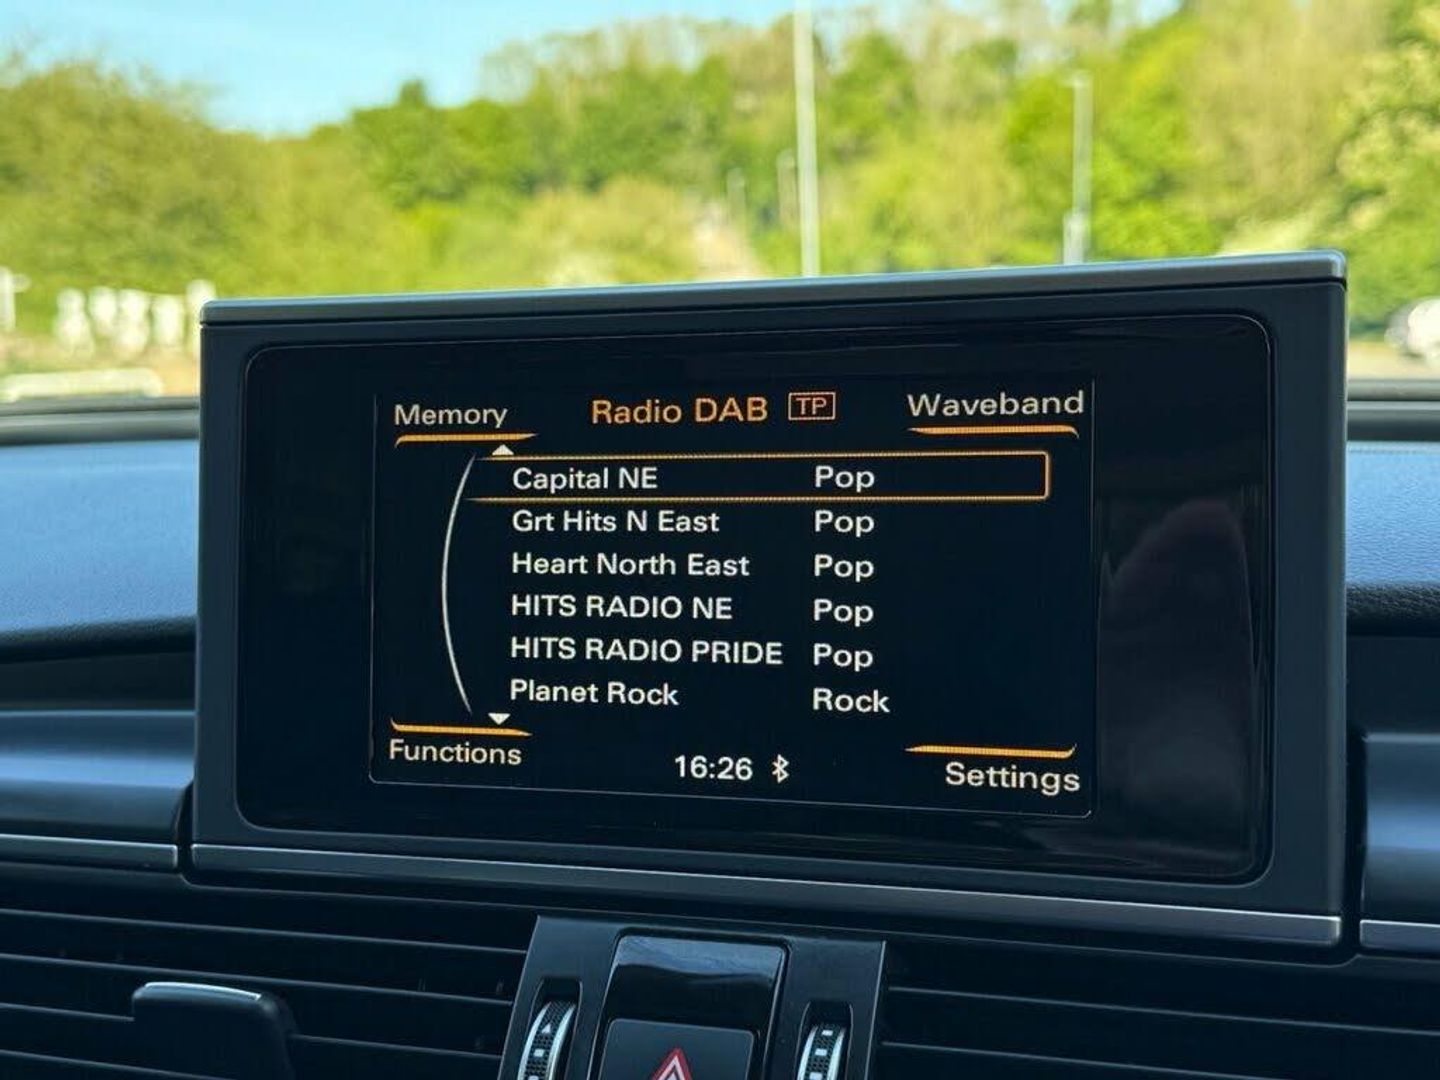 Memory Radio DAB TP Waveband
Capital NE Pop
Grt Hits N East Pop
Heart North East Pop
HITS RADIO NE Pop
HITS RADIO PRIDE Pop
Planet Rock Rock
Functions 16:26 Settings